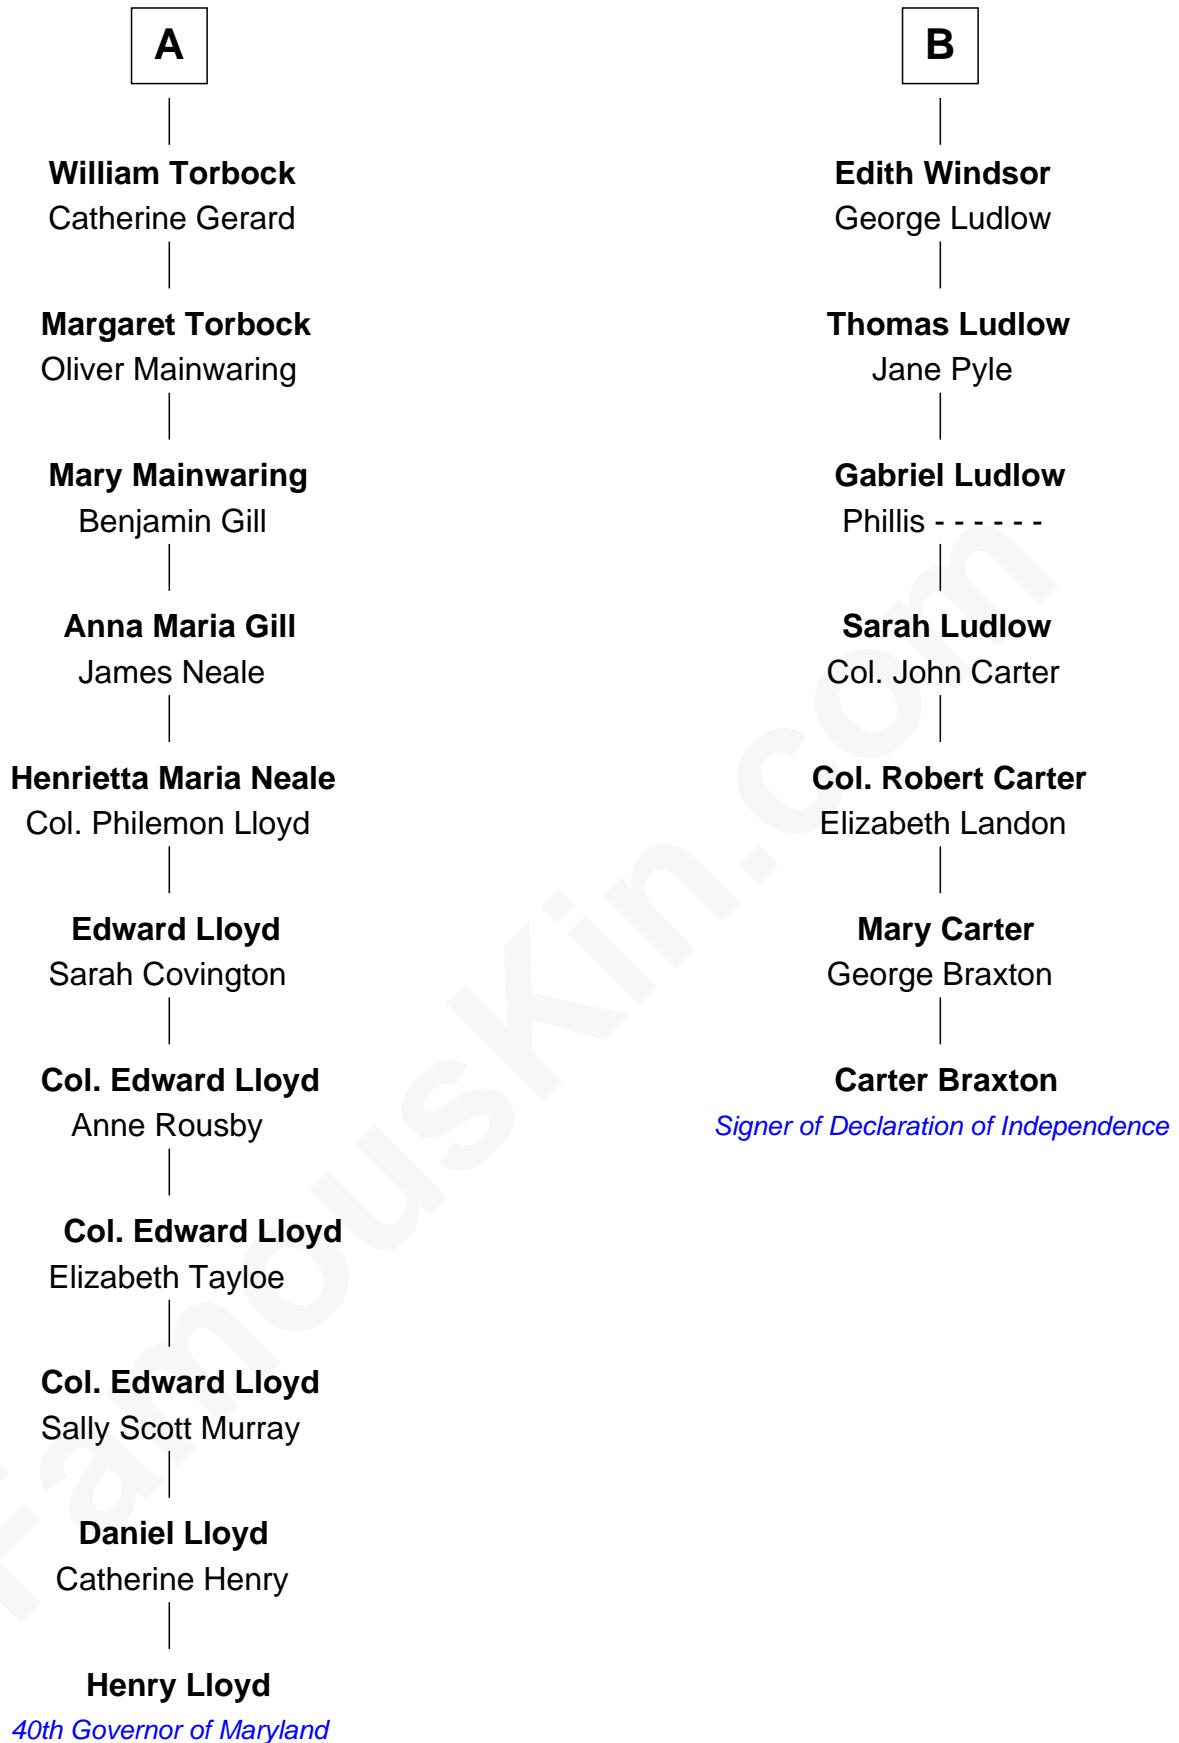 A
William Torbock
Catherine Gerard
Margaret Torbock
Oliver Mainwaring
Mary Mainwaring
Benjamin Gill
Anna Maria Gill
James Neale
Henrietta Maria Neale
Col. Philemon Lloyd
Edward Lloyd
Sarah Covington
Col. Edward Lloyd
Anne Rousby
Col. Edward Lloyd
Elizabeth Tayloe
Col. Edward Lloyd
Sally Scott Murray
Daniel Lloyd
Catherine Henry
Henry Lloyd
40th Governor of Maryland
B
Edith Windsor
George Ludlow
Thomas Ludlow
Jane Pyle
Gabriel Ludlow
Phillis - - - - - -
Sarah Ludlow
Col. John Carter
Col. Robert Carter
Elizabeth Landon
Mary Carter
George Braxton
Carter Braxton
Signer of Declaration of Independence
FamousKin.com